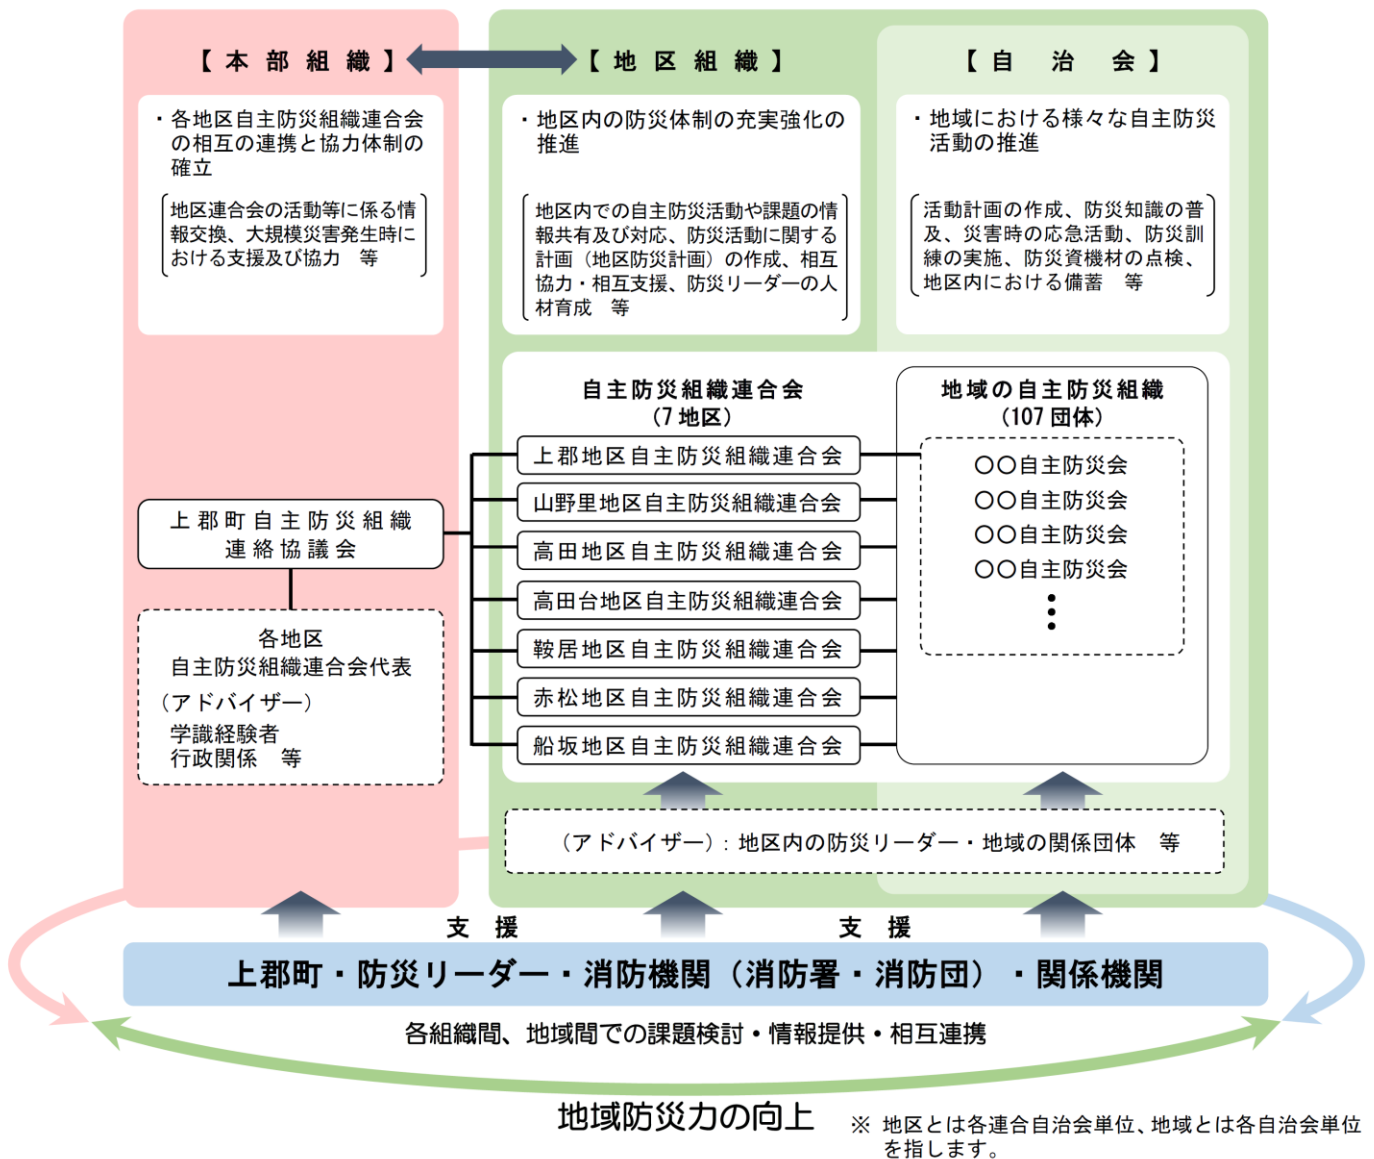 【本部組織】
・各地区自主防災組織連合会
の相互の連携と協力体制の
確立
地区連合会の活動等に係る情
報交換、大規模災害発生時に
おける支援及び協力　等
【地区組織】
・地区内の防災体制の充実強化の
推進
地区内での自主防災活動や課題の情
報共有及び対応、防災活動に関する
計画（地区防災計画）の作成、相互
協力・相互支援、防災リーダーの人
材育成　等
【自　治　会】
・地域における様々な自主防災
活動の推進
活動計画の作成、防災知識の普
及、災害時の応急活動、防災訓
練の実施、防災資機材の点検、
地区内における備蓄　等
上郡町自主防災組織
連絡協議会
各地区
自主防災組織連合会代表
（アドバイザー）
学識経験者
行政関係　等
自主防災組織連合会
（7地区）
上郡地区自主防災組織連合会
山野里地区自主防災組織連合会
高田地区自主防災組織連合会
高田台地区自主防災組織連合会
鞍居地区自主防災組織連合会
赤松地区自主防災組織連合会
船坂地区自主防災組織連合会
地域の自主防災組織
（107団体）
〇〇自主防災会
〇〇自主防災会
〇〇自主防災会
〇〇自主防災会
（アドバイザー）：地区内の防災リーダー・地域の関係団体　等
支　援
支　援
上郡町・防災リーダー・消防機関（消防署・消防団）・関係機関
各組織間、地域間での課題検討・情報提供・相互連携
地域防災力の向上
※ 地区とは各連合自治会単位、地域とは各自治会単位
を指します。